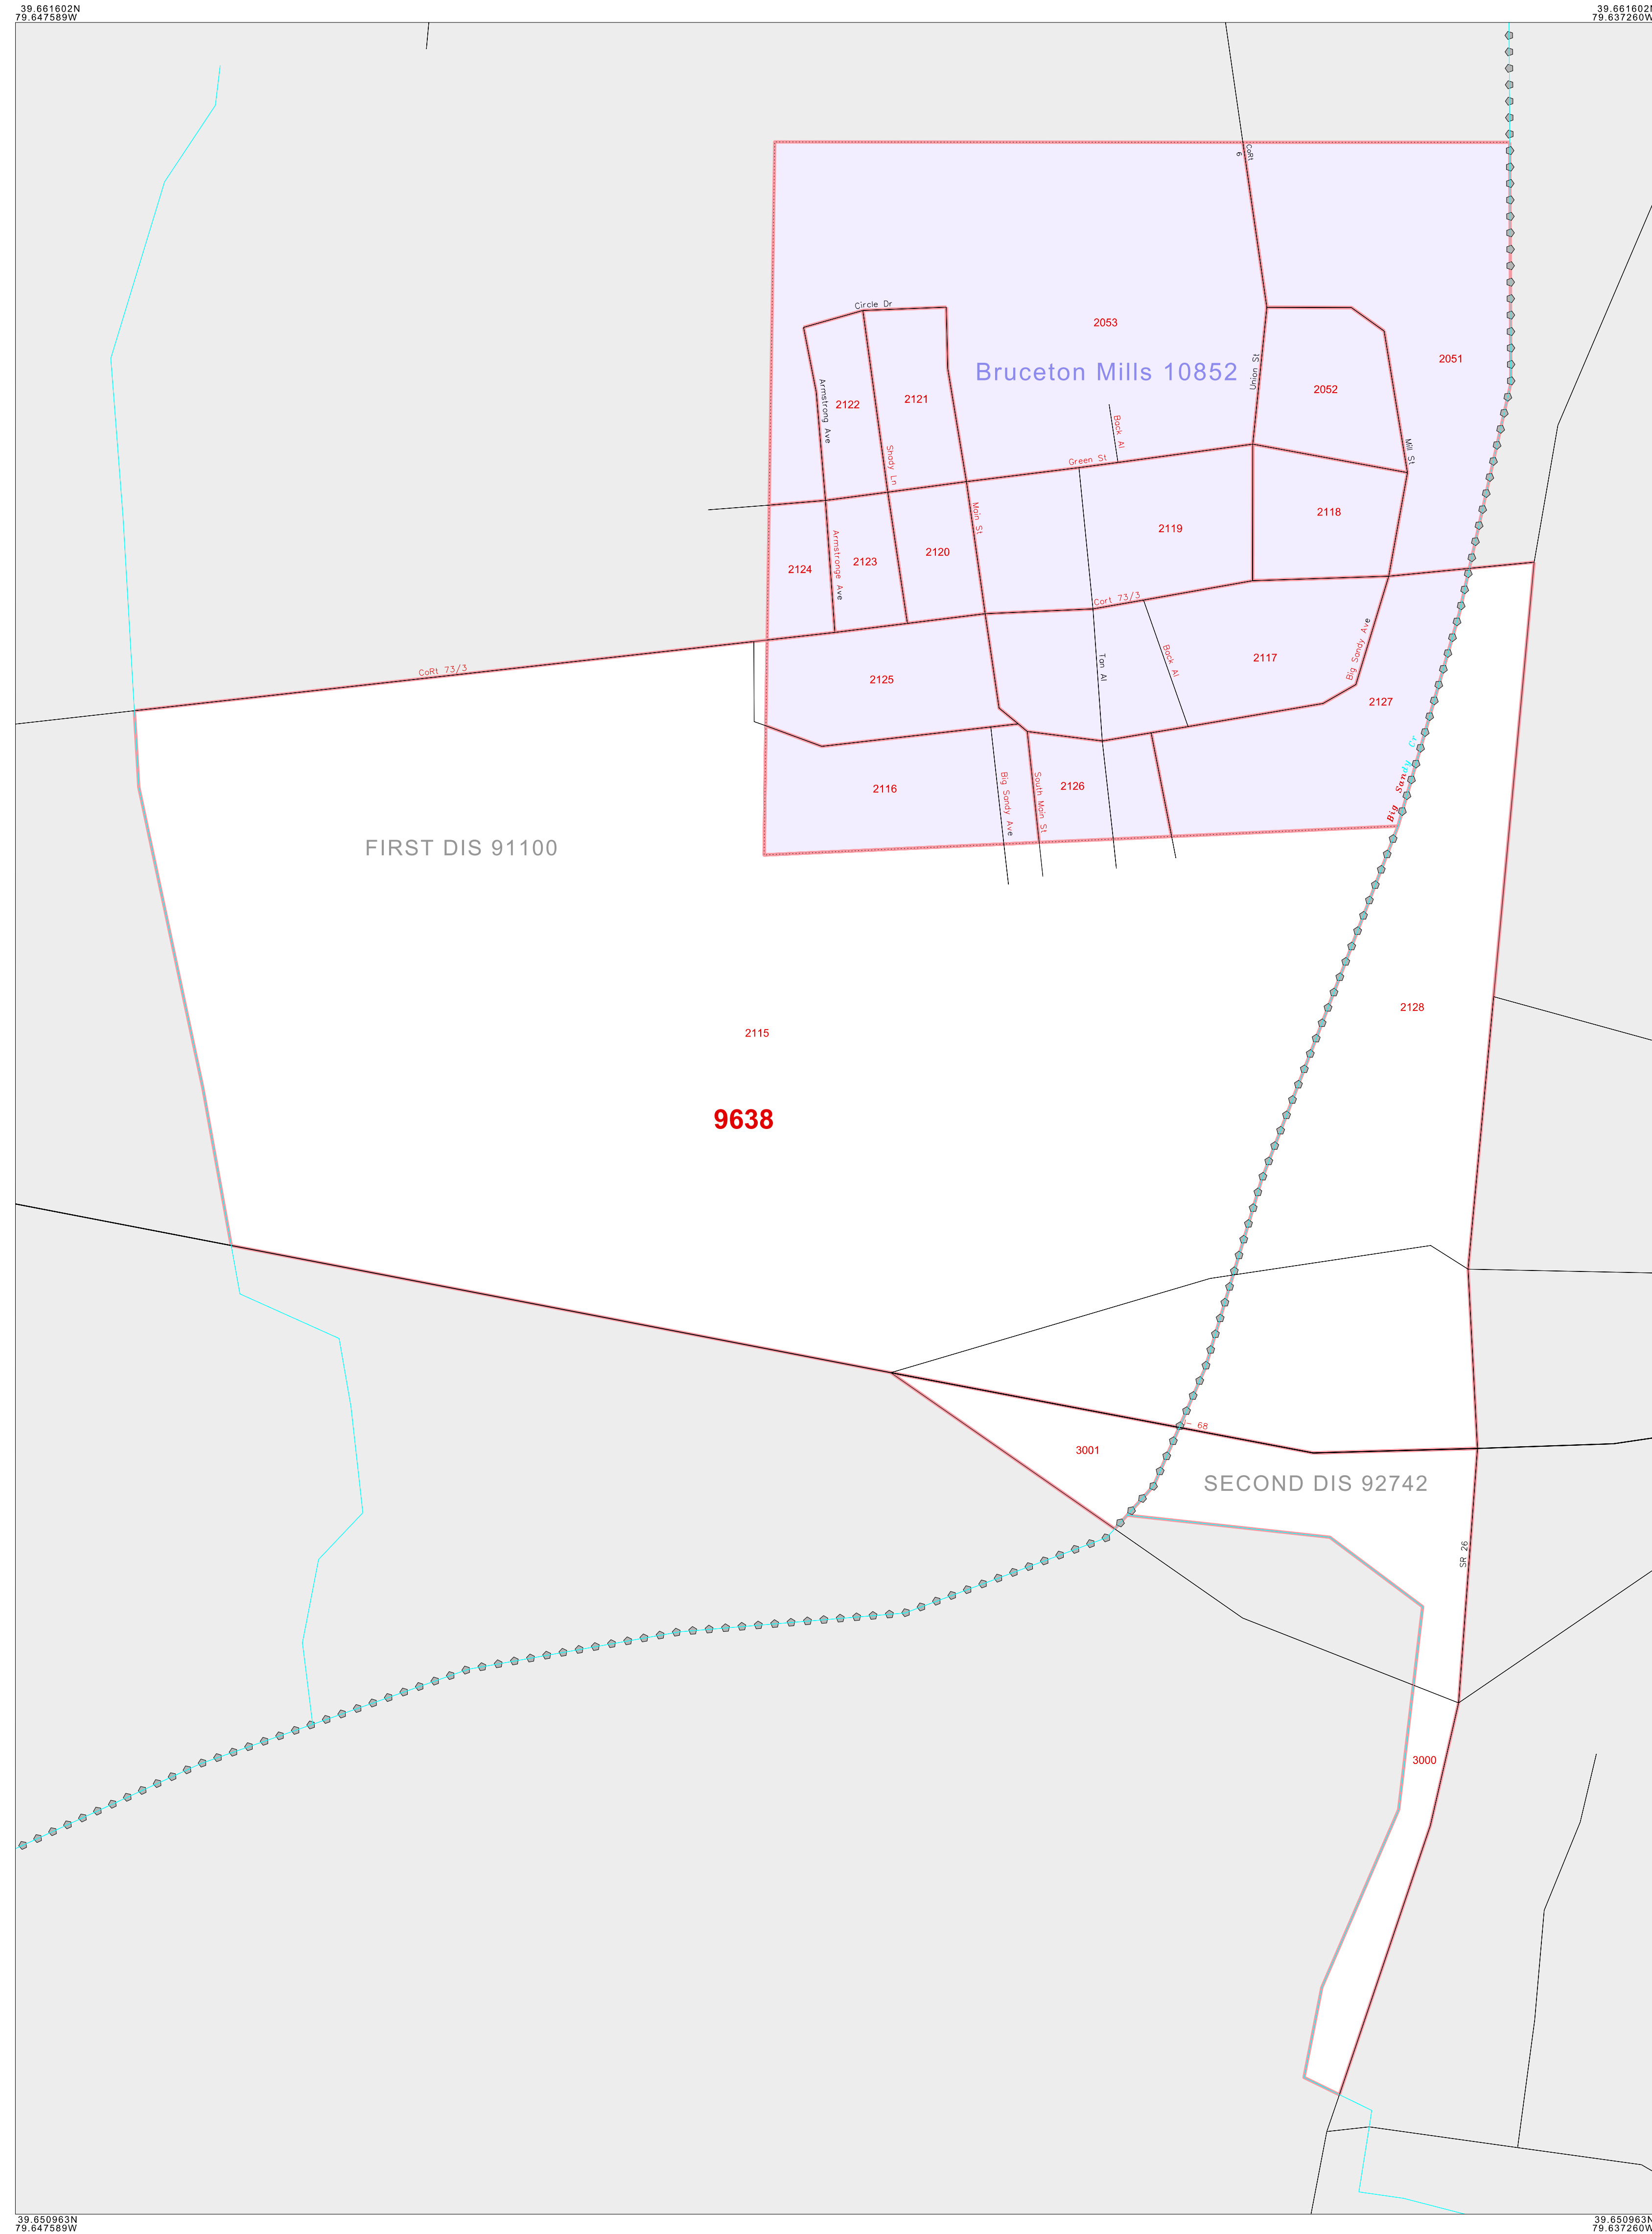 39.661602N
79.647589W
39.661602N
79.637260W
CoRt
6
Circle Dr
2053
2051
Bruceton Mills 10852
Union St
2052
Armstrong Ave
2122
2121
Back Al
Mill St
Shady Ln
Green St
Main St
2118
2119
2120
2123
2124
Armstronge Ave
Cort 73/3
CoRt 73/3
2125
Tan Al
Back Al
2117
Big Sandy Ave
2127
Big Sandy Cr
2116
Big Sandy Ave
South Main St
2126
FIRST DIS 91100
2128
2115
9638
I- 68
3001
SECOND DIS 92742
SR 26
3000
39.650963N
79.647589W
39.650963N
79.637260W